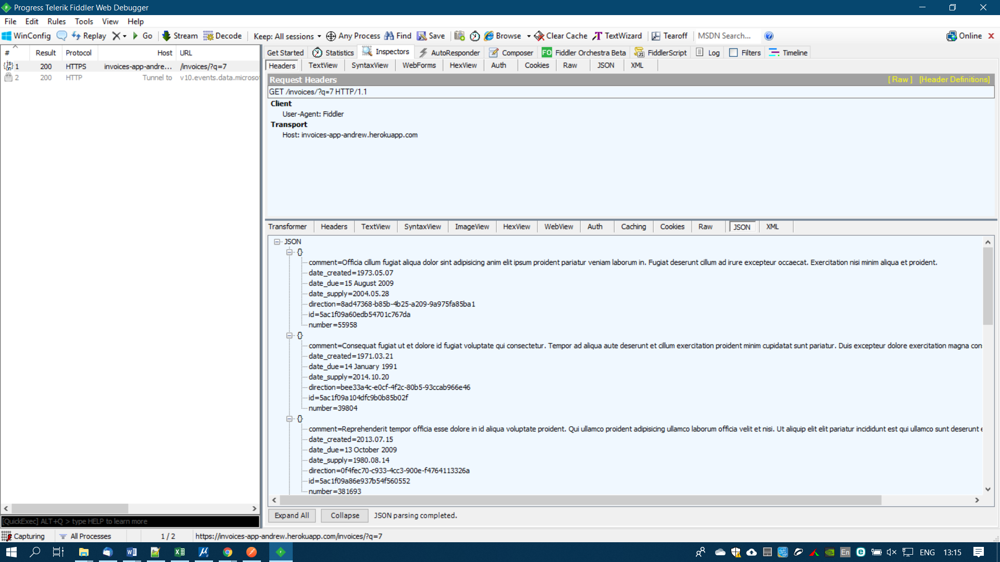 Progress Telerik Fiddler Web Debugger
File Edit Rules Tools View Help
WinConfig Replay Go Stream Decode Keep: All sessions Any Process Find Save Browse Clear Cache TextWizard Tearoff MSDN Search... Online
# Result Protocol Host URL
1 200 HTTPS invoices-app-andre... /invoices/?q=7
2 200 HTTP Tunnel to v10.events.data.microso
Get Started Statistics Inspectors AutoResponder Composer FO Fiddler Orchestra Beta FiddlerScript Log Filters Timeline
Headers TextView SyntaxView WebForms HexView Auth Cookies Raw JSON XML
Request Headers [ Raw ] [Header Definitions]
GET /invoices/?q=7 HTTP/1.1
Client
User-Agent: Fiddler
Transport
Host: invoices-app-andrew.herokuapp.com
Transformer Headers TextView SyntaxView ImageView HexView WebView Auth Caching Cookies Raw JSON XML
JSON
{}
comment=Officia cillum fugiat aliqua dolor sint adipisicing anim elit ipsum proident pariatur veniam laborum in. Fugiat deserunt cillum ad irure excepteur occaecat. Exercitation nisi minim aliqua et proident.
date_created=1973.05.07
date_due=15 August 2009
date_supply=2004.05.28
direction=8ad47368-b85b-4b25-a209-9a975fa85ba1
id=5ac1f09a60edb54701c767da
number=55958
{}
comment=Consequat fugiat ut et dolore id fugiat voluptate qui consectetur. Tempor ad aliqua aute deserunt et cillum exercitation proident minim cupidatat sunt pariatur. Duis excepteur dolore exercitation magna con
date_created=1971.03.21
date_due=14 January 1991
date_supply=2014.10.20
direction=bee33a4c-e0cf-4f2c-80b5-93ccab966e46
id=5ac1f09a104dfc9b0b85b02f
number=39804
{}
comment=Reprehenderit tempor officia esse dolore in id aliqua voluptate proident. Qui ullamco proident adipisicing ullamco laborum officia velit et nisi. Ut aliquip elit elit pariatur incididunt est qui ullamco sunt deserunt e
date_created=2013.07.15
date_due=13 October 2009
date_supply=1980.08.14
direction=0f4fec70-c933-4cc3-900e-f4764113326a
id=5ac1f09a86e937b54f560552
number=381693
Expand All Collapse JSON parsing completed.
[QuickExec] ALT+Q > type HELP to learn more
Capturing All Processes 1 / 2 https://invoices-app-andrew.herokuapp.com/invoices/?q=7
En ENG 13:15